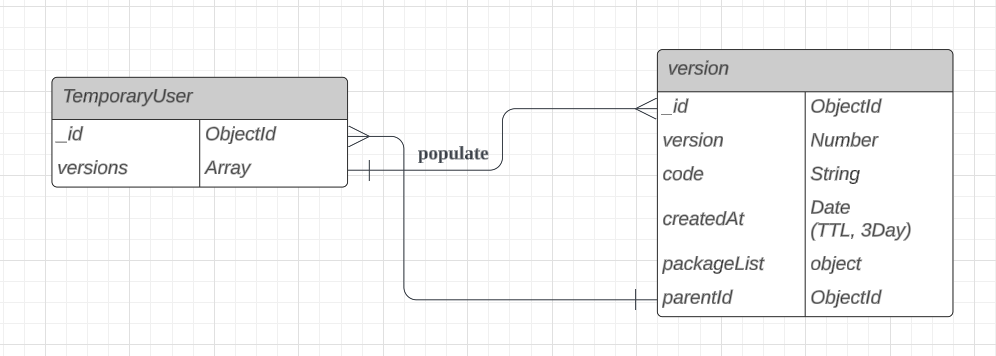 TemporaryUser
_id ObjectId
versions Array
populate
version
_id ObjectId
version Number
code String
createdAt Date
(TTL, 3Day)
packageList object
parentId ObjectId